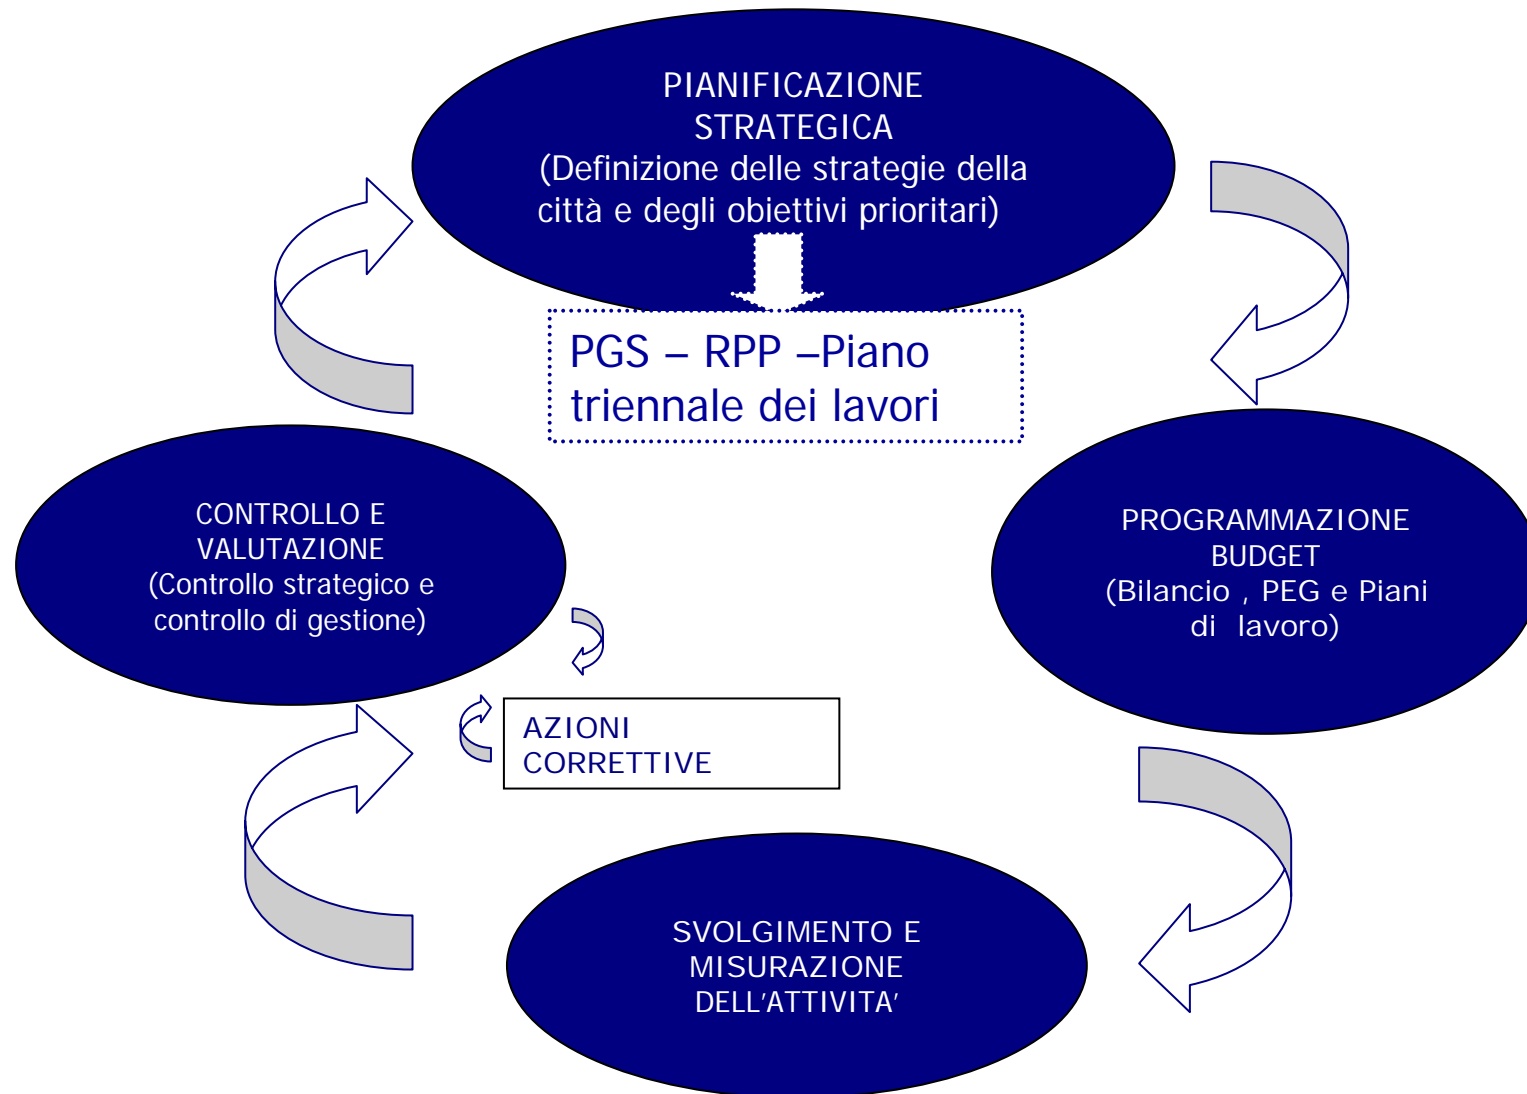 PIANIFICAZIONE
STRATEGICA
(Definizione delle strategie della
città e degli obiettivi prioritari)
PGS – RPP –Piano
triennale dei lavori
CONTROLLO E
VALUTAZIONE
(Controllo strategico e
controllo di gestione)
PROGRAMMAZIONE
BUDGET
(Bilancio , PEG e Piani
di lavoro)
AZIONI
CORRETTIVE
SVOLGIMENTO E
MISURAZIONE
DELL’ATTIVITA’